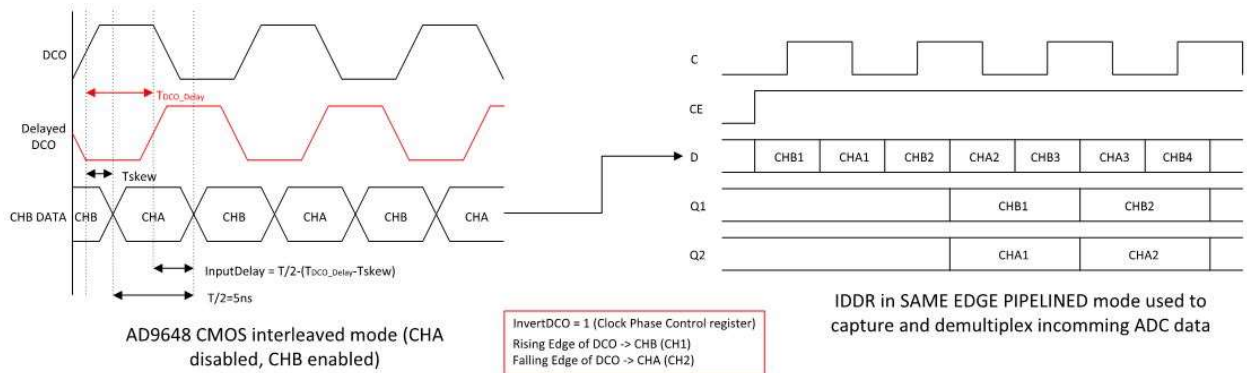 DCO
TDCO_Delay
Delayed
DCO
Tskew
CHB DATA
CHB
CHA
CHB
CHA
CHB
CHA
InputDelay = T/2-(TDCO_Delay-Tskew)
T/2=5ns
AD9648 CMOS interleaved mode (CHA
disabled, CHB enabled)
InvertDCO = 1 (Clock Phase Control register)
Rising Edge of DCO -> CHB (CH1)
Falling Edge of DCO -> CHA (CH2)
C
CE
D
CHB1
CHA1
CHB2
CHA2
CHB3
CHA3
CHB4
Q1
CHB1
CHB2
Q2
CHA1
CHA2
IDDR in SAME EDGE PIPELINED mode used to
capture and demultiplex incomming ADC data